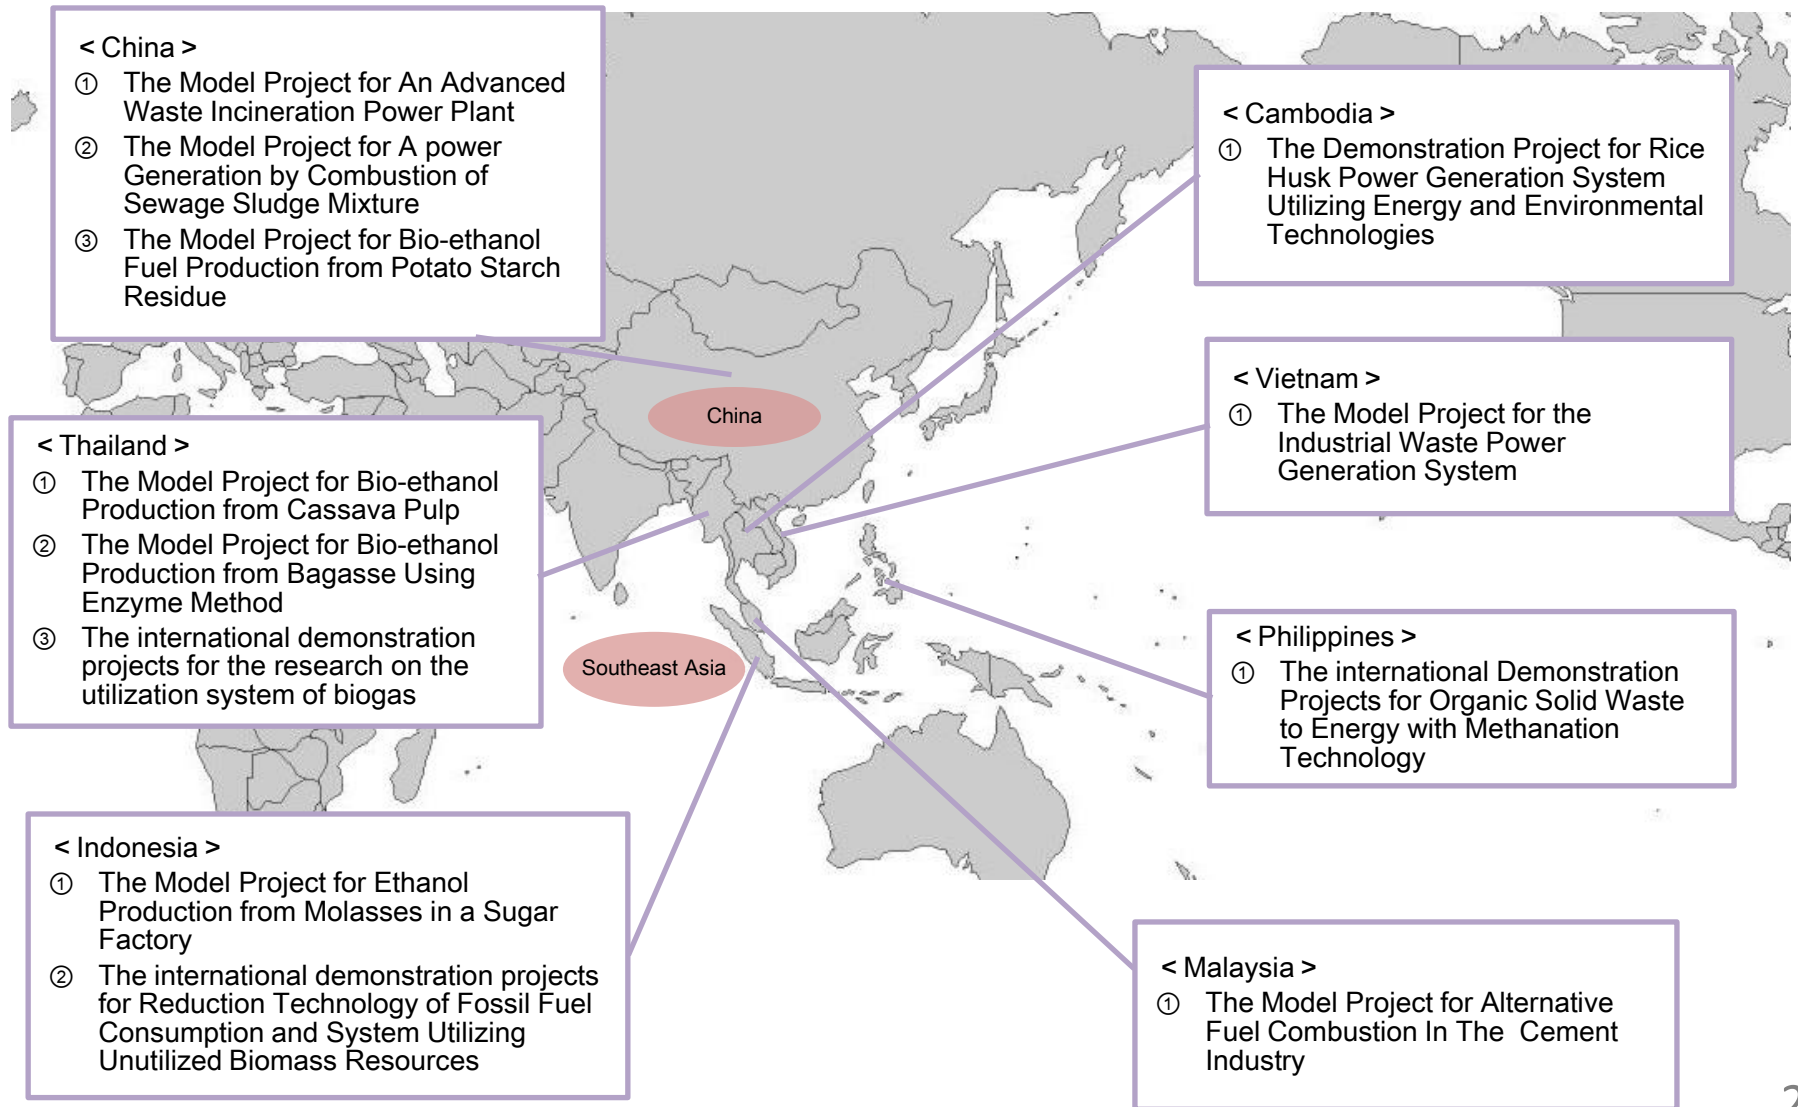 < China >
① The Model Project for An Advanced
Waste Incineration Power Plant
② The Model Project for A power
Generation by Combustion of
Sewage Sludge Mixture
③ The Model Project for Bio-ethanol
Fuel Production from Potato Starch
Residue
< Cambodia >
① The Demonstration Project for Rice
Husk Power Generation System
Utilizing Energy and Environmental
Technologies
< Vietnam >
① The Model Project for the
Industrial Waste Power
Generation System
China
< Thailand >
① The Model Project for Bio-ethanol
Production from Cassava Pulp
② The Model Project for Bio-ethanol
Production from Bagasse Using
Enzyme Method
③ The international demonstration
projects for the research on the
utilization system of biogas
Southeast Asia
< Philippines >
① The international Demonstration
Projects for Organic Solid Waste
to Energy with Methanation
Technology
< Indonesia >
① The Model Project for Ethanol
Production from Molasses in a Sugar
Factory
② The international demonstration projects
for Reduction Technology of Fossil Fuel
Consumption and System Utilizing
Unutilized Biomass Resources
< Malaysia >
① The Model Project for Alternative
Fuel Combustion In The Cement
Industry